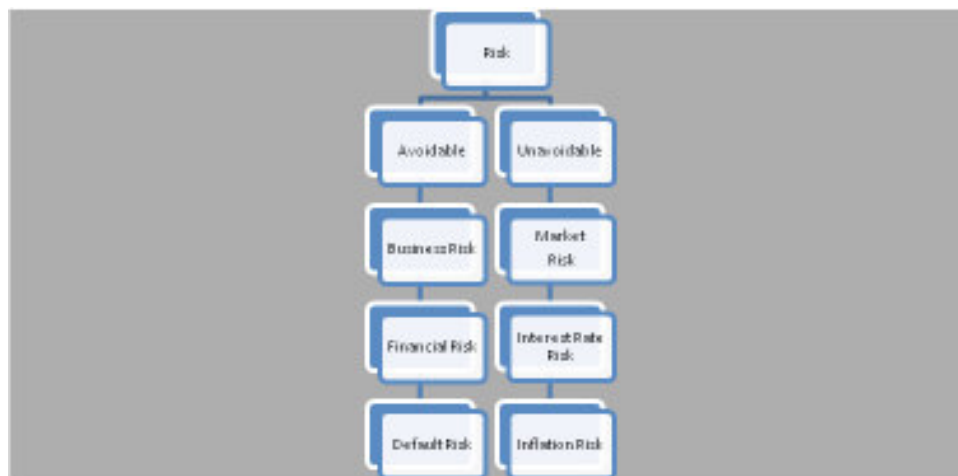 Risk
Avoidable
Unavoidable
Business Risk
Market
Risk
Financial Risk
Interest Rate
Risk
Default Risk
Inflation Risk